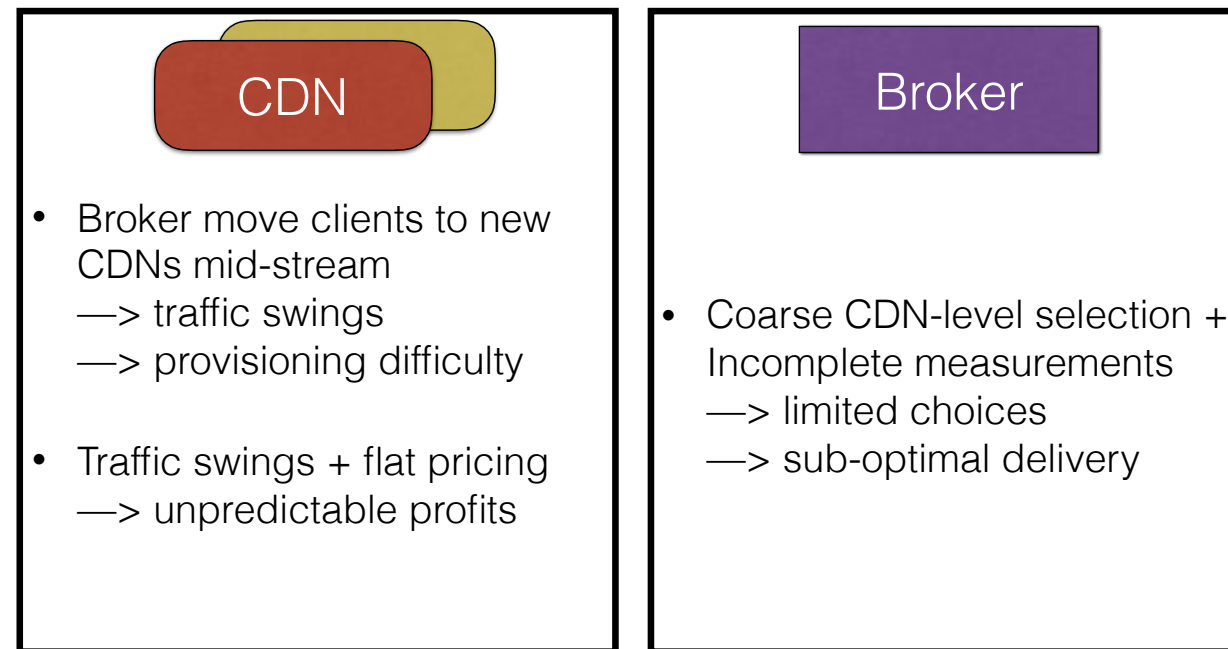 CDN
• Broker move clients to new
CDNs mid-stream
—> traffic swings
—> provisioning difficulty
• Traffic swings + flat pricing
—> unpredictable profits
Broker
• Coarse CDN-level selection +
Incomplete measurements
—> limited choices
—> sub-optimal delivery